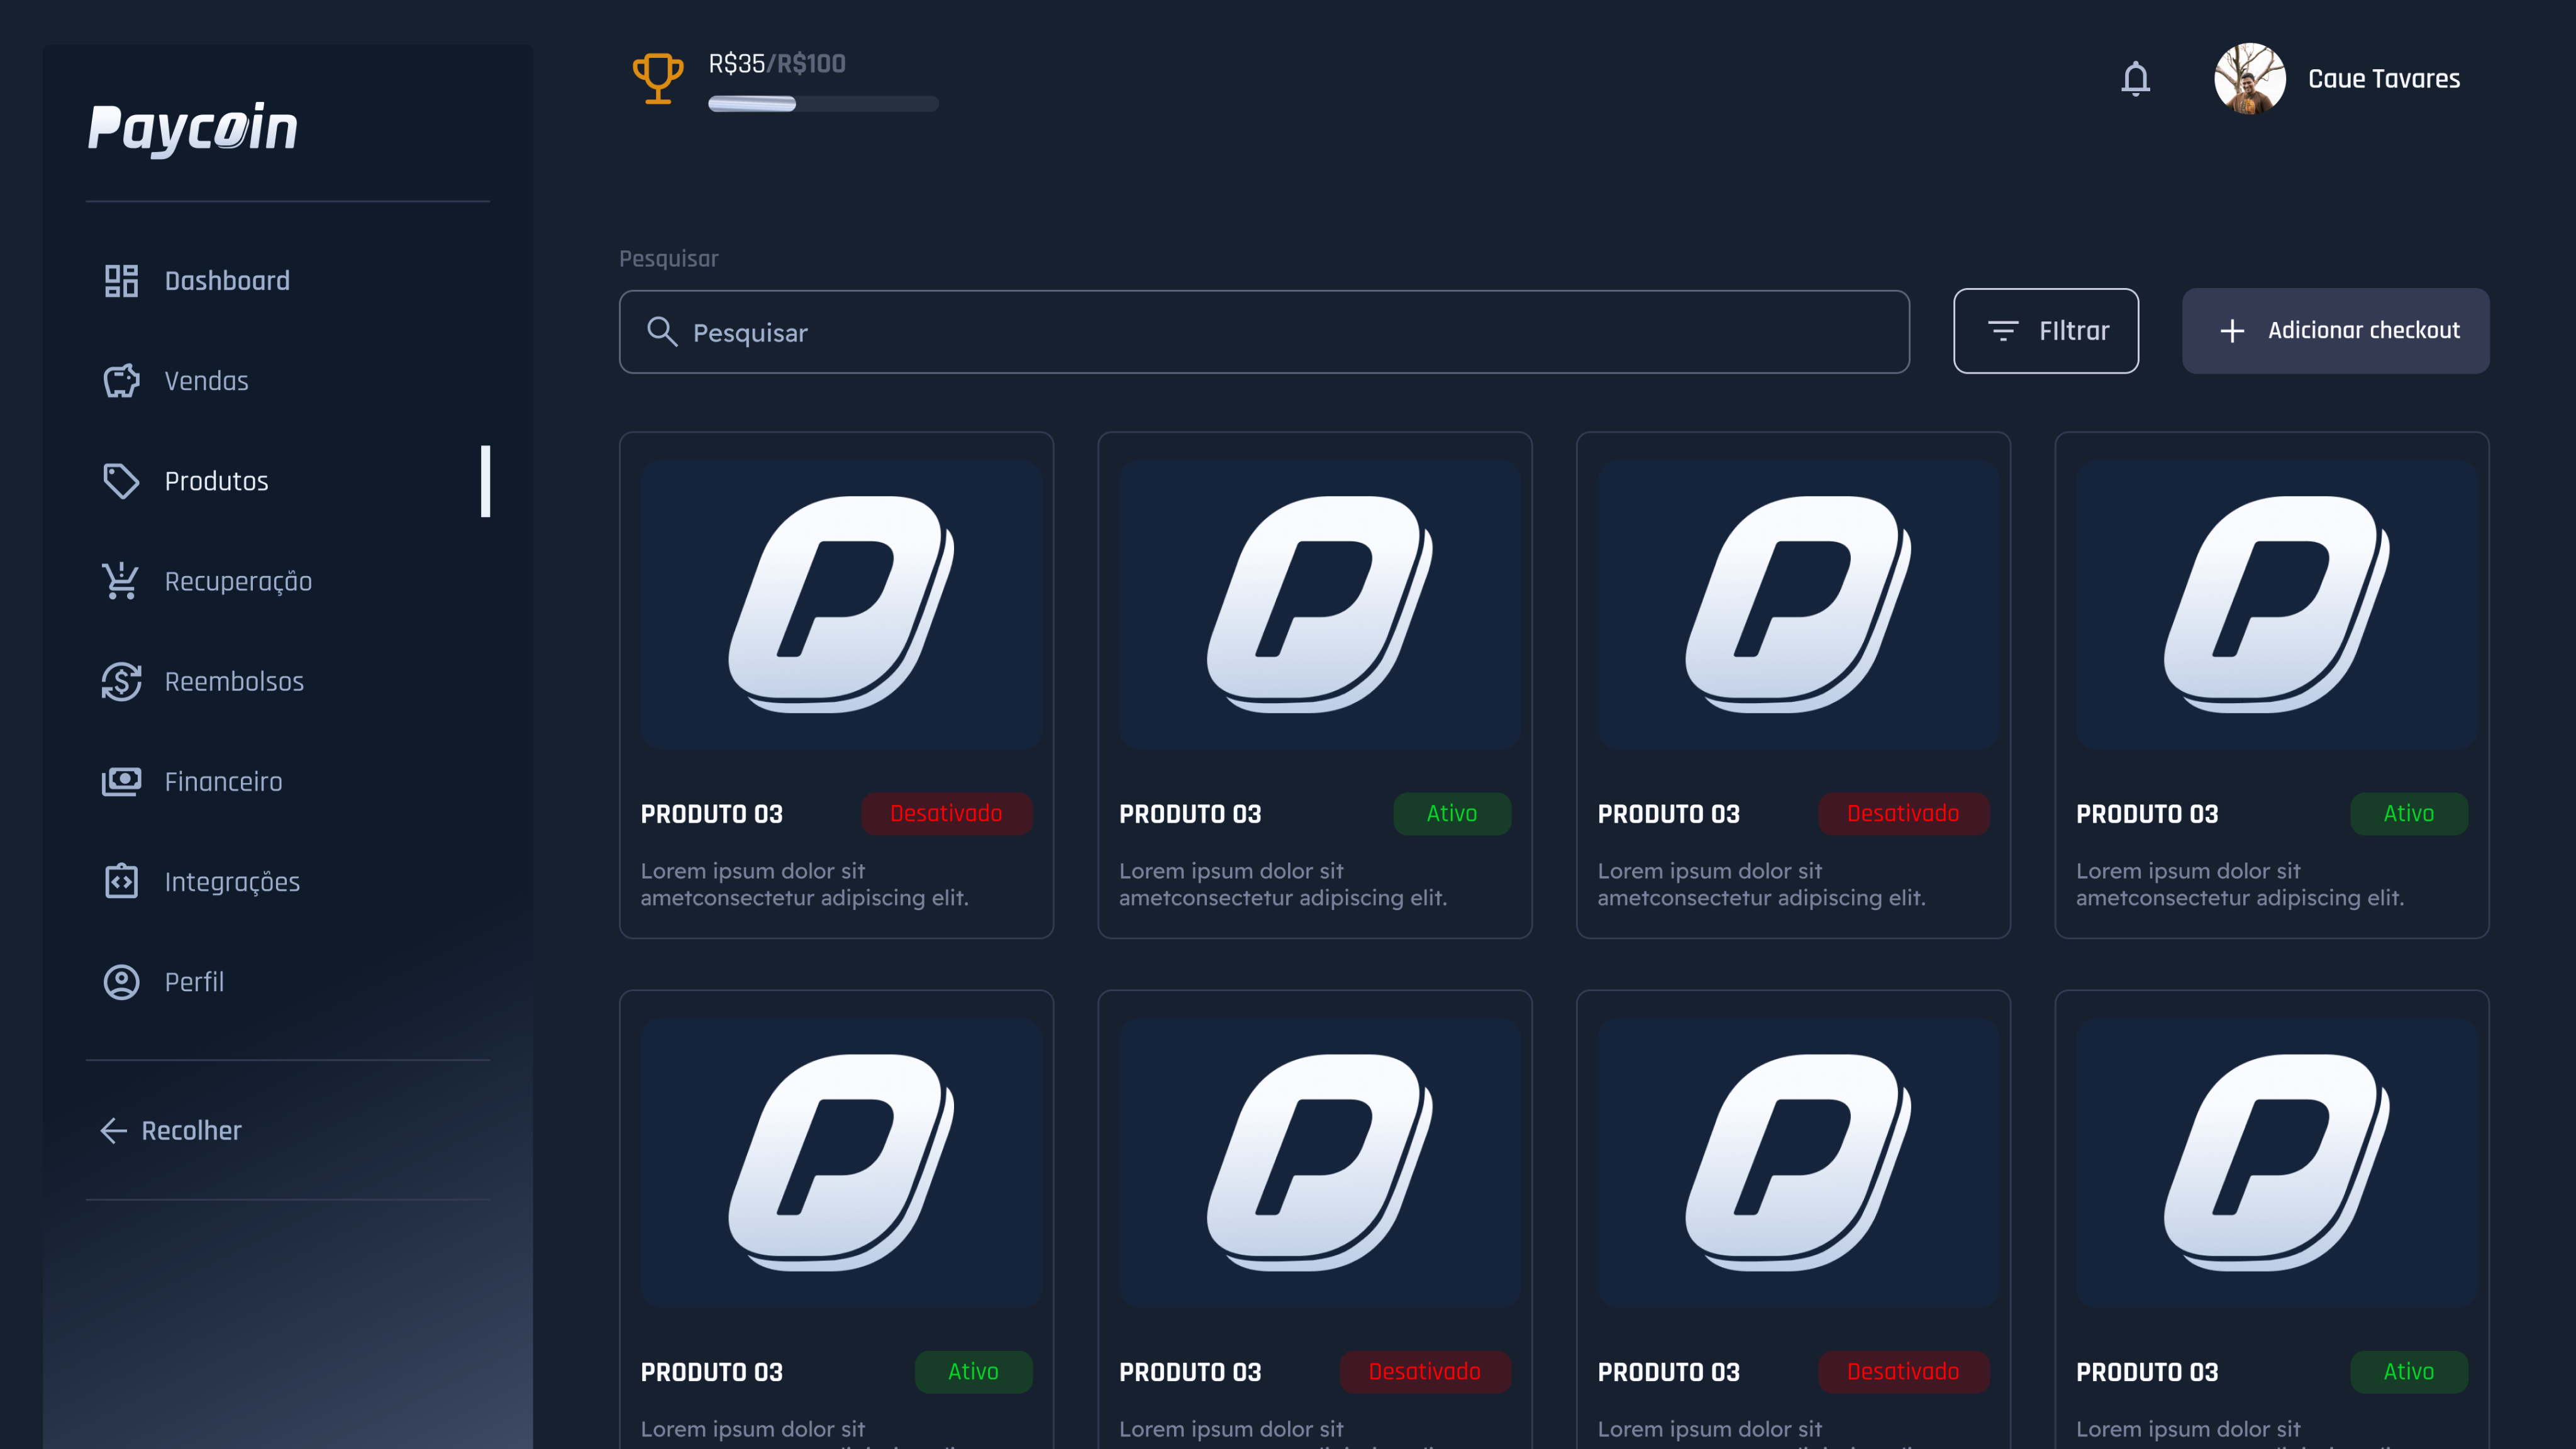 Paycoin
Dashboard
Vendas
Produtos
Recuperação
Reembolsos
Financeiro
Integrações
Perfil
Recolher
R$35/R$100
Caue Tavares
Pesquisar
Pesquisar
FIltrar
Adicionar checkout
PRODUTO 03
Desativado
Lorem ipsum dolor sit
ametconsectetur adipiscing elit.
PRODUTO 03
Ativo
Lorem ipsum dolor sit
ametconsectetur adipiscing elit.
PRODUTO 03
Desativado
Lorem ipsum dolor sit
ametconsectetur adipiscing elit.
PRODUTO 03
Ativo
Lorem ipsum dolor sit
ametconsectetur adipiscing elit.
PRODUTO 03
Ativo
Lorem ipsum dolor sit
PRODUTO 03
Desativado
Lorem ipsum dolor sit
PRODUTO 03
Desativado
Lorem ipsum dolor sit
PRODUTO 03
Ativo
Lorem ipsum dolor sit